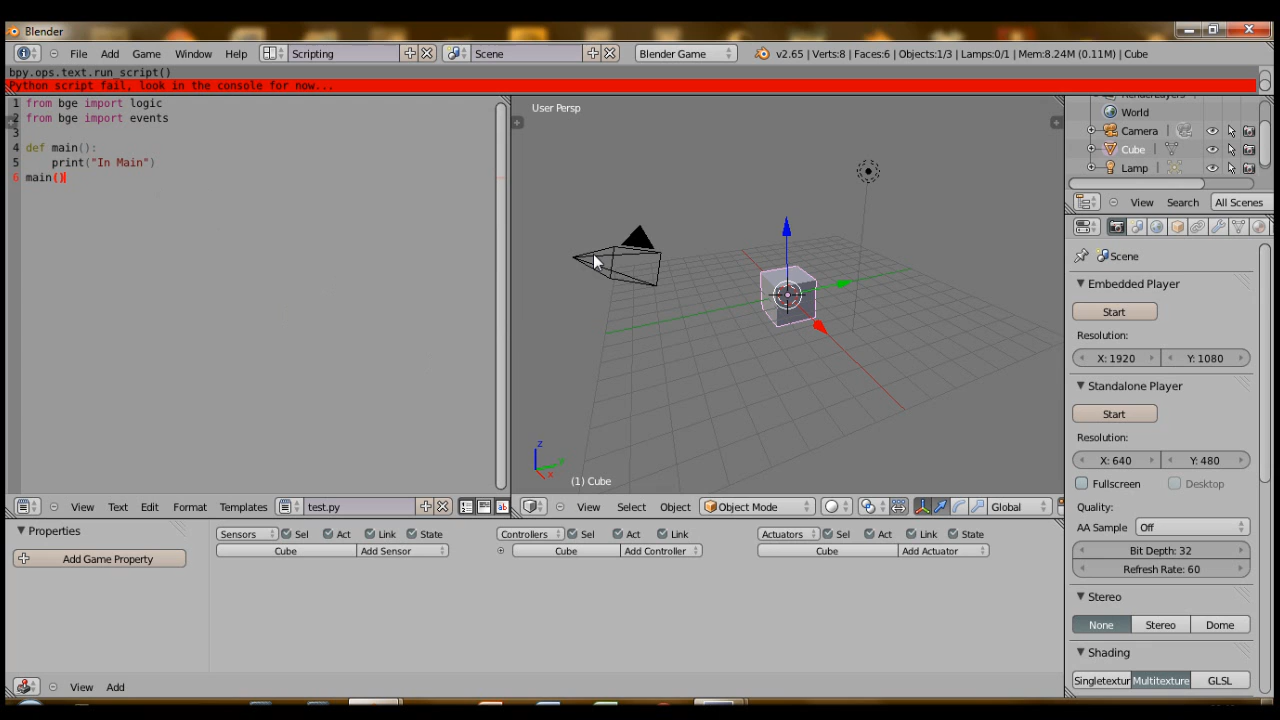 Blender
File Add Game Window Help Scripting Scene Blender Game v2.65 | Verts:8 | Faces:6 | Objects:1/3 | Lamps:0/1 | Mem:8.24M (0.11M) | Cube
bpy.ops.text.run_script()
Python script fail, look in the console for now...
1 from bge import logic
2 from bge import events
3
4 def main():
5 print("In Main")
6 main()
User Persp
z
y
x
(1) Cube
World
Camera
Cube
Lamp
View Search All Scenes
Scene
Embedded Player
Start
Resolution:
X: 1920 Y: 1080
Standalone Player
Start
Resolution:
X: 640 Y: 480
Fullscreen Desktop
Quality:
AA Sample Off
Bit Depth: 32
Refresh Rate: 60
Stereo
None Stereo Dome
Shading
Singletextur Multitexture GLSL
View Text Edit Format Templates test.py
View Select Object Object Mode Global
Properties
Add Game Property
Sensors Sel Act Link State
Cube Add Sensor
Controllers Sel Act Link
Cube Add Controller
Actuators Sel Act Link State
Cube Add Actuator
View Add